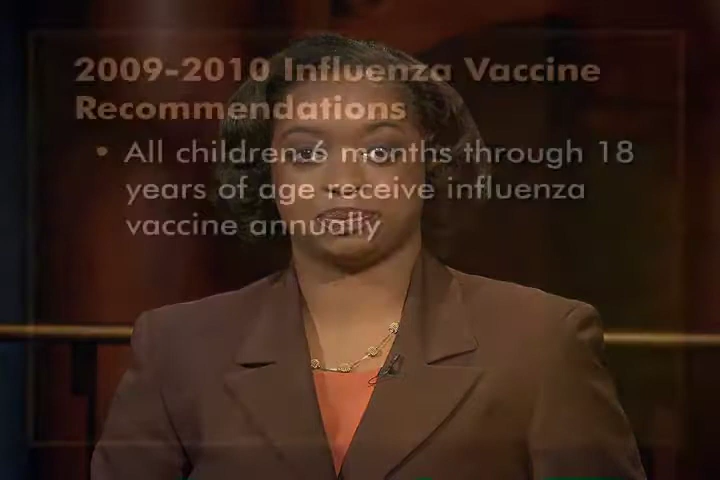 2009-2010 Influenza Vaccine
Recommendations
• All children 6 months through 18
years of age receive influenza
vaccine annually